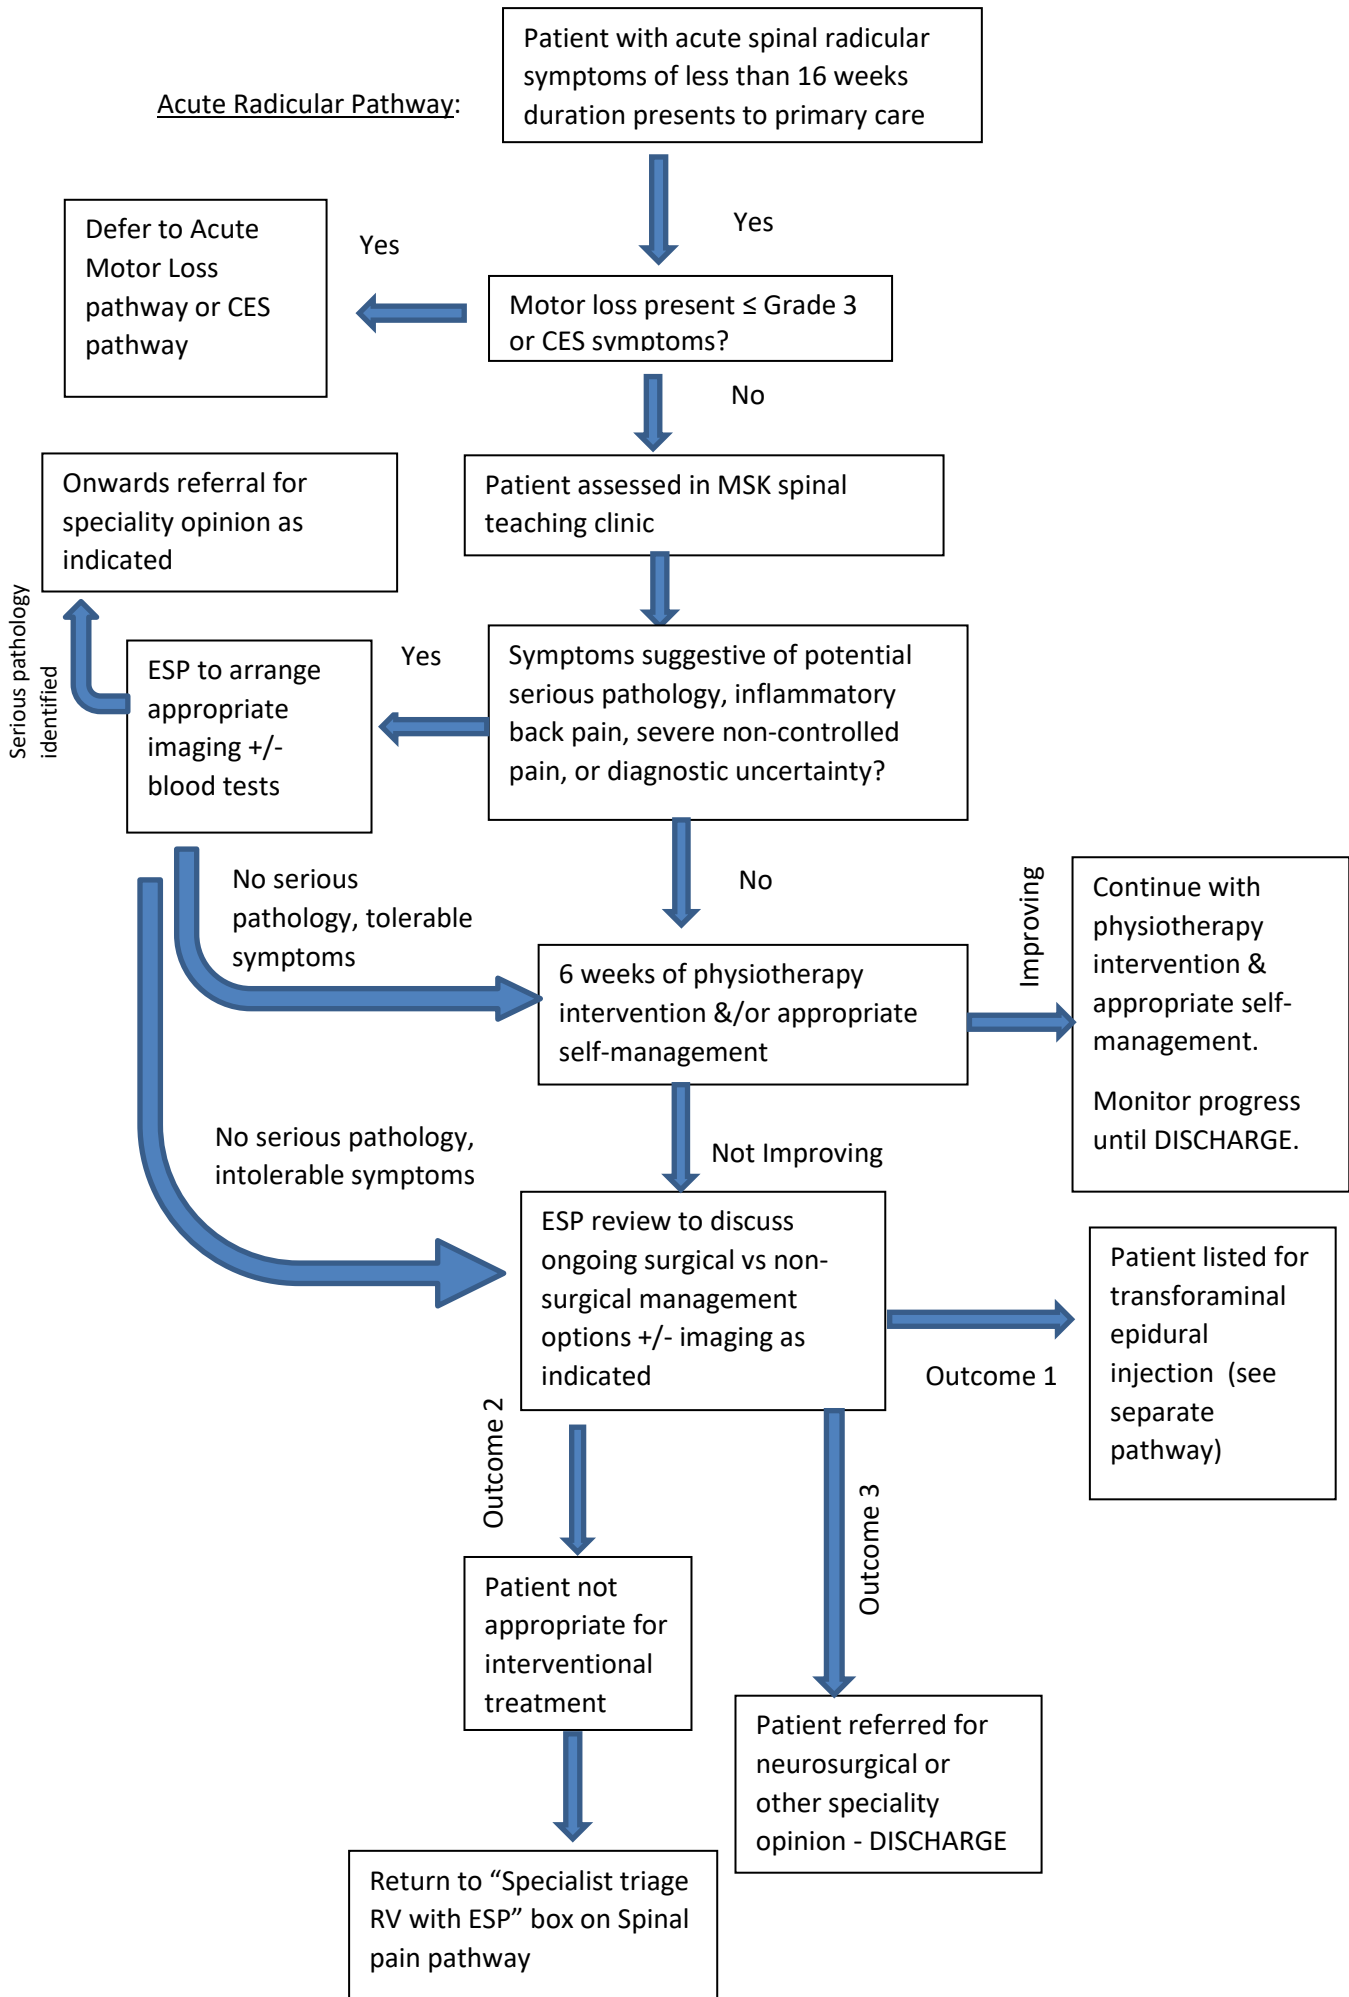 Patient with acute spinal radicular
symptoms of less than 16 weeks
duration presents to primary care
Acute Radicular Pathway:
Yes
Defer to Acute
Motor Loss
pathway or CES
pathway
Yes
Motor loss present ≤ Grade 3
or CES symptoms?
No
Onwards referral for
speciality opinion as
indicated
Patient assessed in MSK spinal
teaching clinic
Serious pathology
identified
ESP to arrange
appropriate
imaging +/-
blood tests
Yes
Symptoms suggestive of potential
serious pathology, inflammatory
back pain, severe non-controlled
pain, or diagnostic uncertainty?
No serious
pathology, tolerable
symptoms
No
Improving
Continue with
physiotherapy
intervention &
appropriate self-
management.
Monitor progress
until DISCHARGE.
6 weeks of physiotherapy
intervention &/or appropriate
self-management
No serious pathology,
intolerable symptoms
Not Improving
ESP review to discuss
ongoing surgical vs non-
surgical management
options +/- imaging as
indicated
Outcome 1
Patient listed for
transforaminal
epidural
injection (see
separate
pathway)
Outcome 2
Outcome 3
Patient not
appropriate for
interventional
treatment
Patient referred for
neurosurgical or
other speciality
opinion - DISCHARGE
Return to “Specialist triage
RV with ESP” box on Spinal
pain pathway